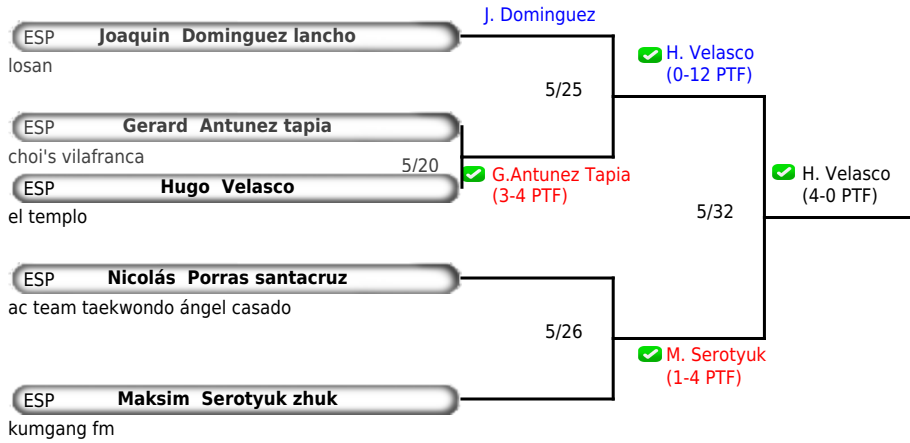 J. Dominguez
ESP Joaquin Dominguez lancho
losan
H. Velasco
(0-12 PTF)
5/25
ESP Gerard Antunez tapia
choi's vilafranca
5/20
G.Antunez Tapia
(3-4 PTF)
ESP Hugo Velasco
el templo
H. Velasco
(4-0 PTF)
5/32
ESP Nicolás Porras santacruz
ac team taekwondo ángel casado
5/26
M. Serotyuk
(1-4 PTF)
ESP Maksim Serotyuk zhuk
kumgang fm